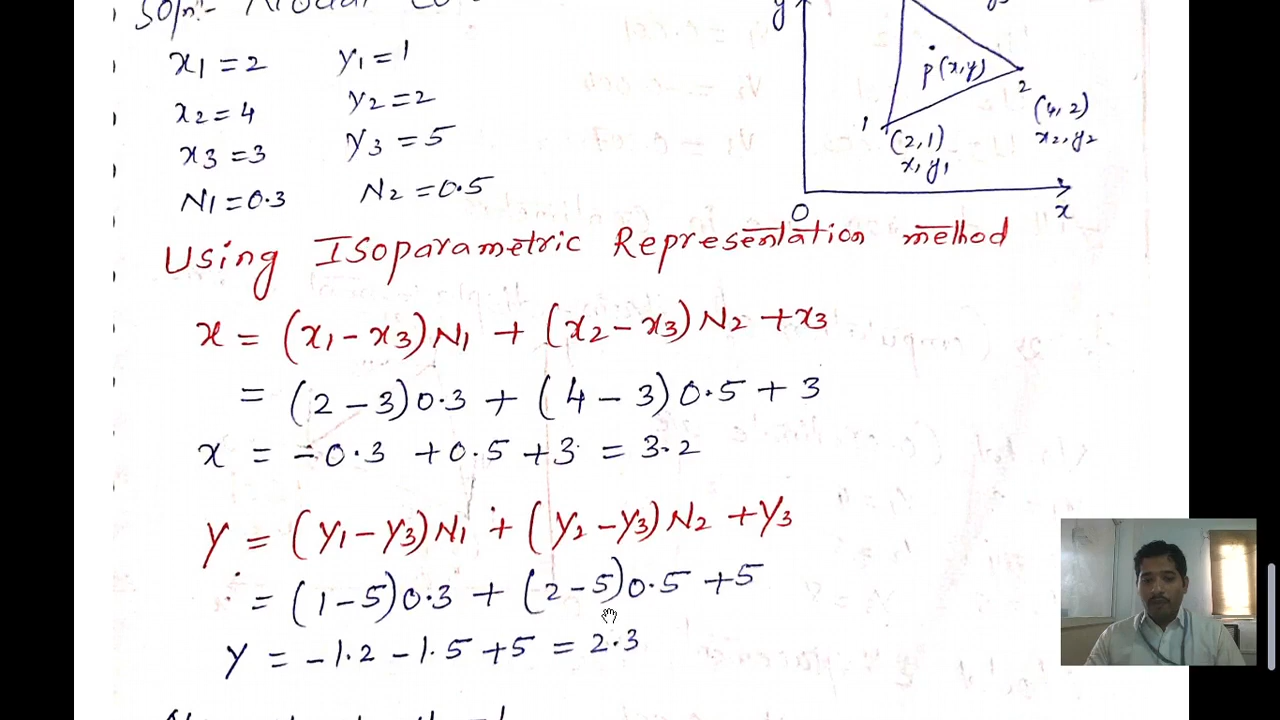 Soln:- Nodal Co
y
x1 = 2 y1 = 1
x2 = 4 y2 = 2
x3 = 3 y3 = 5
N1 = 0.3 N2 = 0.5
p(x,y)
2
(4, 2)
x2, y2
1
(2,1)
x, y1
0
x
Using Isoparametric Representation method
x = (x1 - x3) N1 + (x2 - x3) N2 + x3
= (2 - 3) 0.3 + (4 - 3) 0.5 + 3
x = -0.3 + 0.5 + 3 = 3.2
Y = (Y1 - Y3) N1 + (Y2 - Y3) N2 + Y3
= (1 - 5) 0.3 + (2 - 5) 0.5 + 5
Y = -1.2 - 1.5 + 5 = 2.3